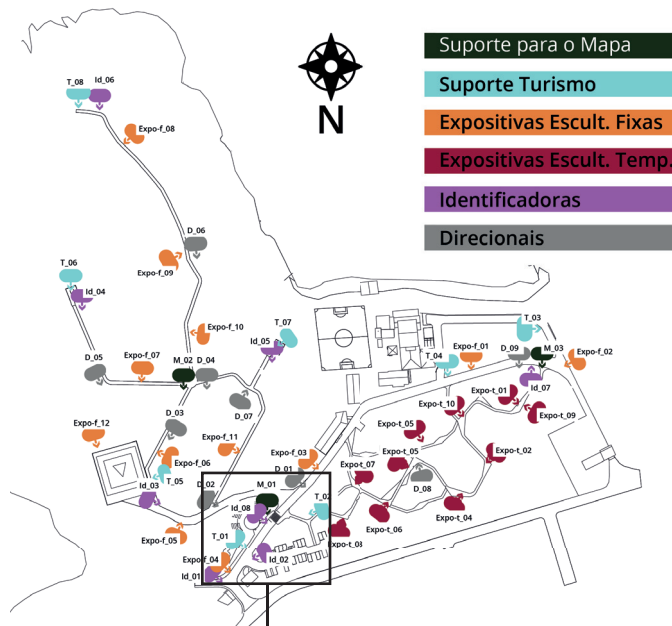 N
Suporte para o Mapa
Suporte Turismo
Expositivas Escult. Fixas
Expositivas Escult. Temp.
Identificadoras
Direcionais
T_08
Id_06
Expo-f_08
D_06
Expo-f_09
T_06
Id_04
Expo-f_10
T_07
Id_05
D_05
Expo-f_07
M_02
D_04
D_07
T_03
T_04
Expo-f_01
D_09
M_03
Expo-f_02
Id_07
Expo-t_01
Expo-t_10
Expo-t_09
Expo-f_12
D_03
Expo-f_11
Expo-t_05
Expo-t_02
Expo-f_06
T_05
Expo-f_03
D_01
Expo-t_05
Expo-t_07
D_08
Id_03
D_02
M_01
Id_08
T_02
Expo-t_04
Expo-t_06
Expo-f_05
T_01
Expo-t_08
Expo-f_04
Id_02
Id_01